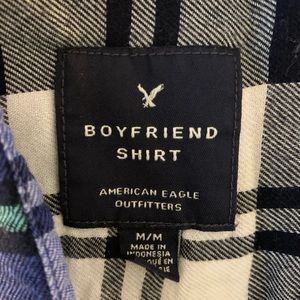 BOYFRIEND
SHIRT
AMERICAN EAGLE
OUTFITTERS
M/M
MADE IN
INDONESIA